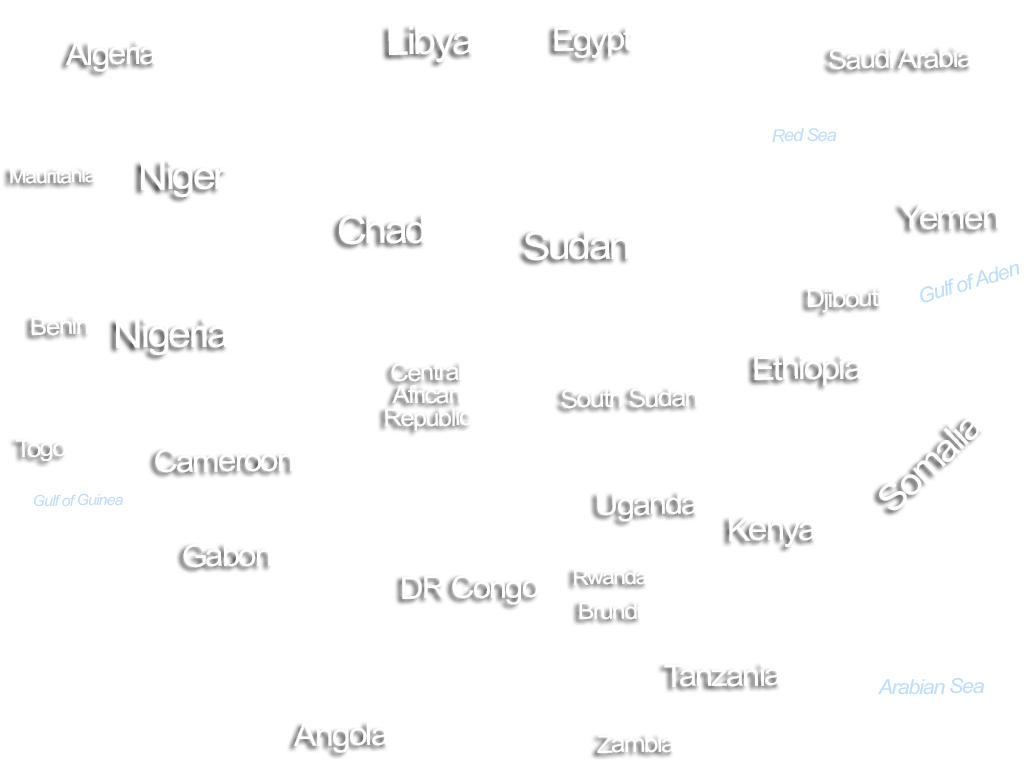 Algeria
Libya
Egypt
Saudi Arabia
Red Sea
Mauritania
Niger
Chad
Sudan
Yemen
Gulf of Aden
Djibouti
Benin
Nigeria
Ethiopia
Central
African
Republic
South Sudan
Somalia
Togo
Cameroon
Gulf of Guinea
Uganda
Kenya
Gabon
DR Congo
Rwanda
Brundi
Tanzania
Arabian Sea
Angola
Zambia